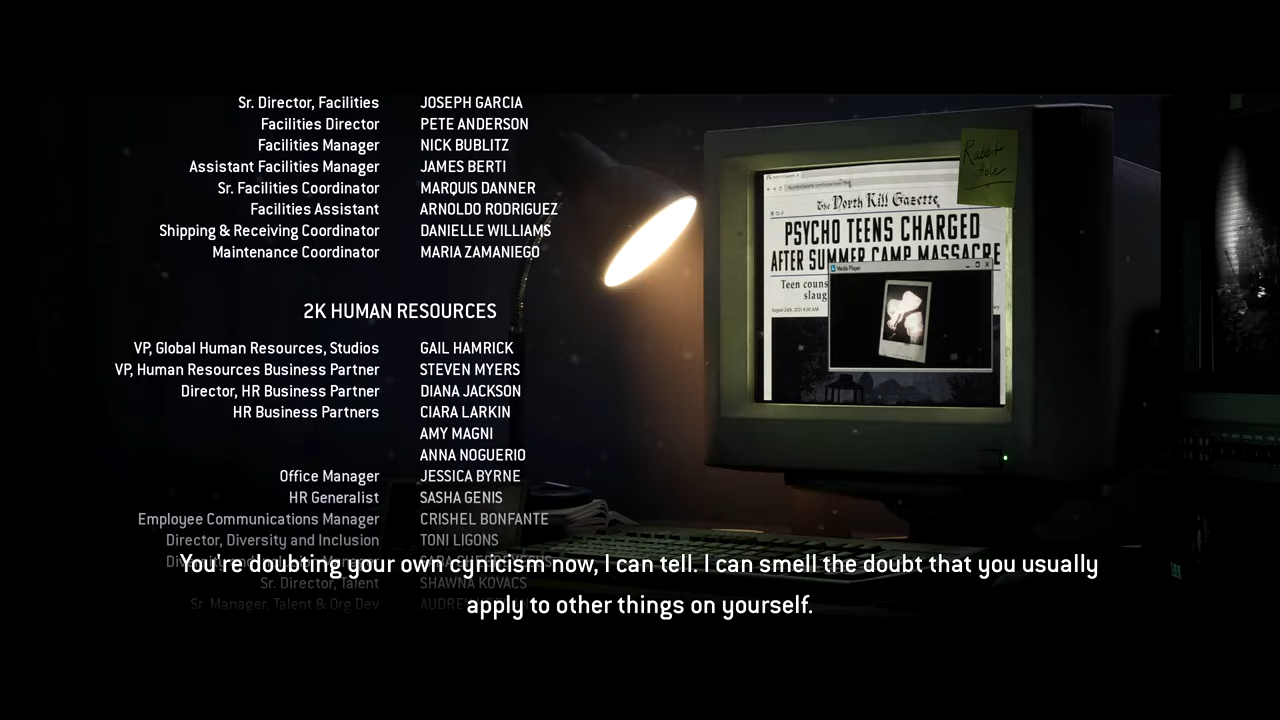 Sr. Director, Facilities JOSEPH GARCIA
Facilities Director PETE ANDERSON
Facilities Manager NICK BUBLITZ
Assistant Facilities Manager JAMES BERTI
Sr. Facilities Coordinator MARQUIS DANNER
Facilities Assistant ARNOLDO RODRIGUEZ
Shipping & Receiving Coordinator DANIELLE WILLIAMS
Maintenance Coordinator MARIA ZAMANIEGO
2K HUMAN RESOURCES
VP, Global Human Resources, Studios GAIL HAMRICK
VP, Human Resources Business Partner STEVEN MYERS
Director, HR Business Partner DIANA JACKSON
HR Business Partners CIARA LARKIN
AMY MAGNI
ANNA NOGUERIO
Office Manager JESSICA BYRNE
HR Generalist SASHA GENIS
Employee Communications Manager CRISHEL BONFANTE
Director, Diversity and Inclusion TONI LIGONS
Sr. Director, Talent SHAWNA KOVACS
Sr. Manager, Talent & Org Dev
You're doubting your own cynicism now, I can tell. I can smell the doubt that you usually
apply to other things on yourself.
Rabbit
Hole
The North Kill Gazette
PSYCHO TEENS CHARGED
AFTER SUMMER CAMP MASSACRE
Teen couns
slaug
Media Player